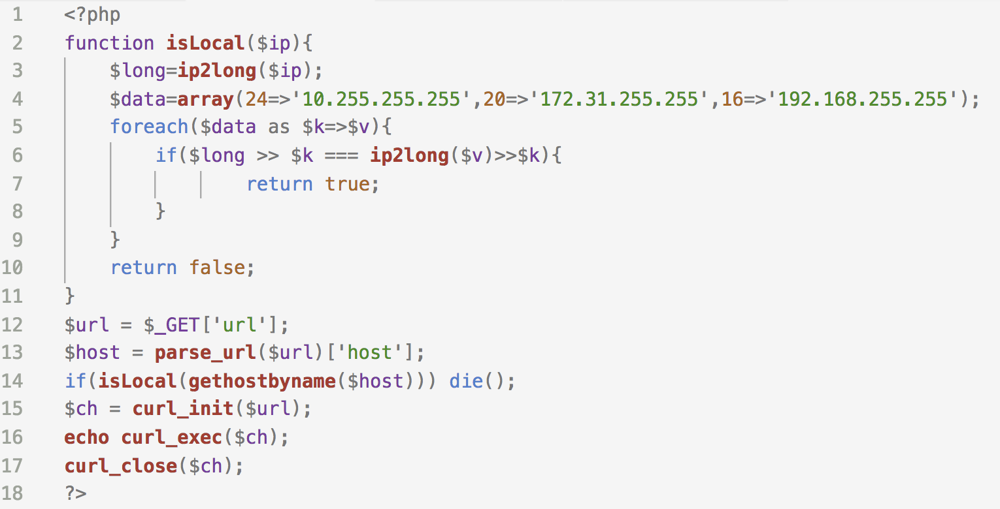 1 <?php
2 function isLocal($ip){
3 $long=ip2long($ip);
4 $data=array(24=>'10.255.255.255',20=>'172.31.255.255',16=>'192.168.255.255');
5 foreach($data as $k=>$v){
6 if($long >> $k === ip2long($v)>>$k){
7 return true;
8 }
9 }
10 return false;
11 }
12 $url = $_GET['url'];
13 $host = parse_url($url)['host'];
14 if(isLocal(gethostbyname($host))) die();
15 $ch = curl_init($url);
16 echo curl_exec($ch);
17 curl_close($ch);
18 ?>